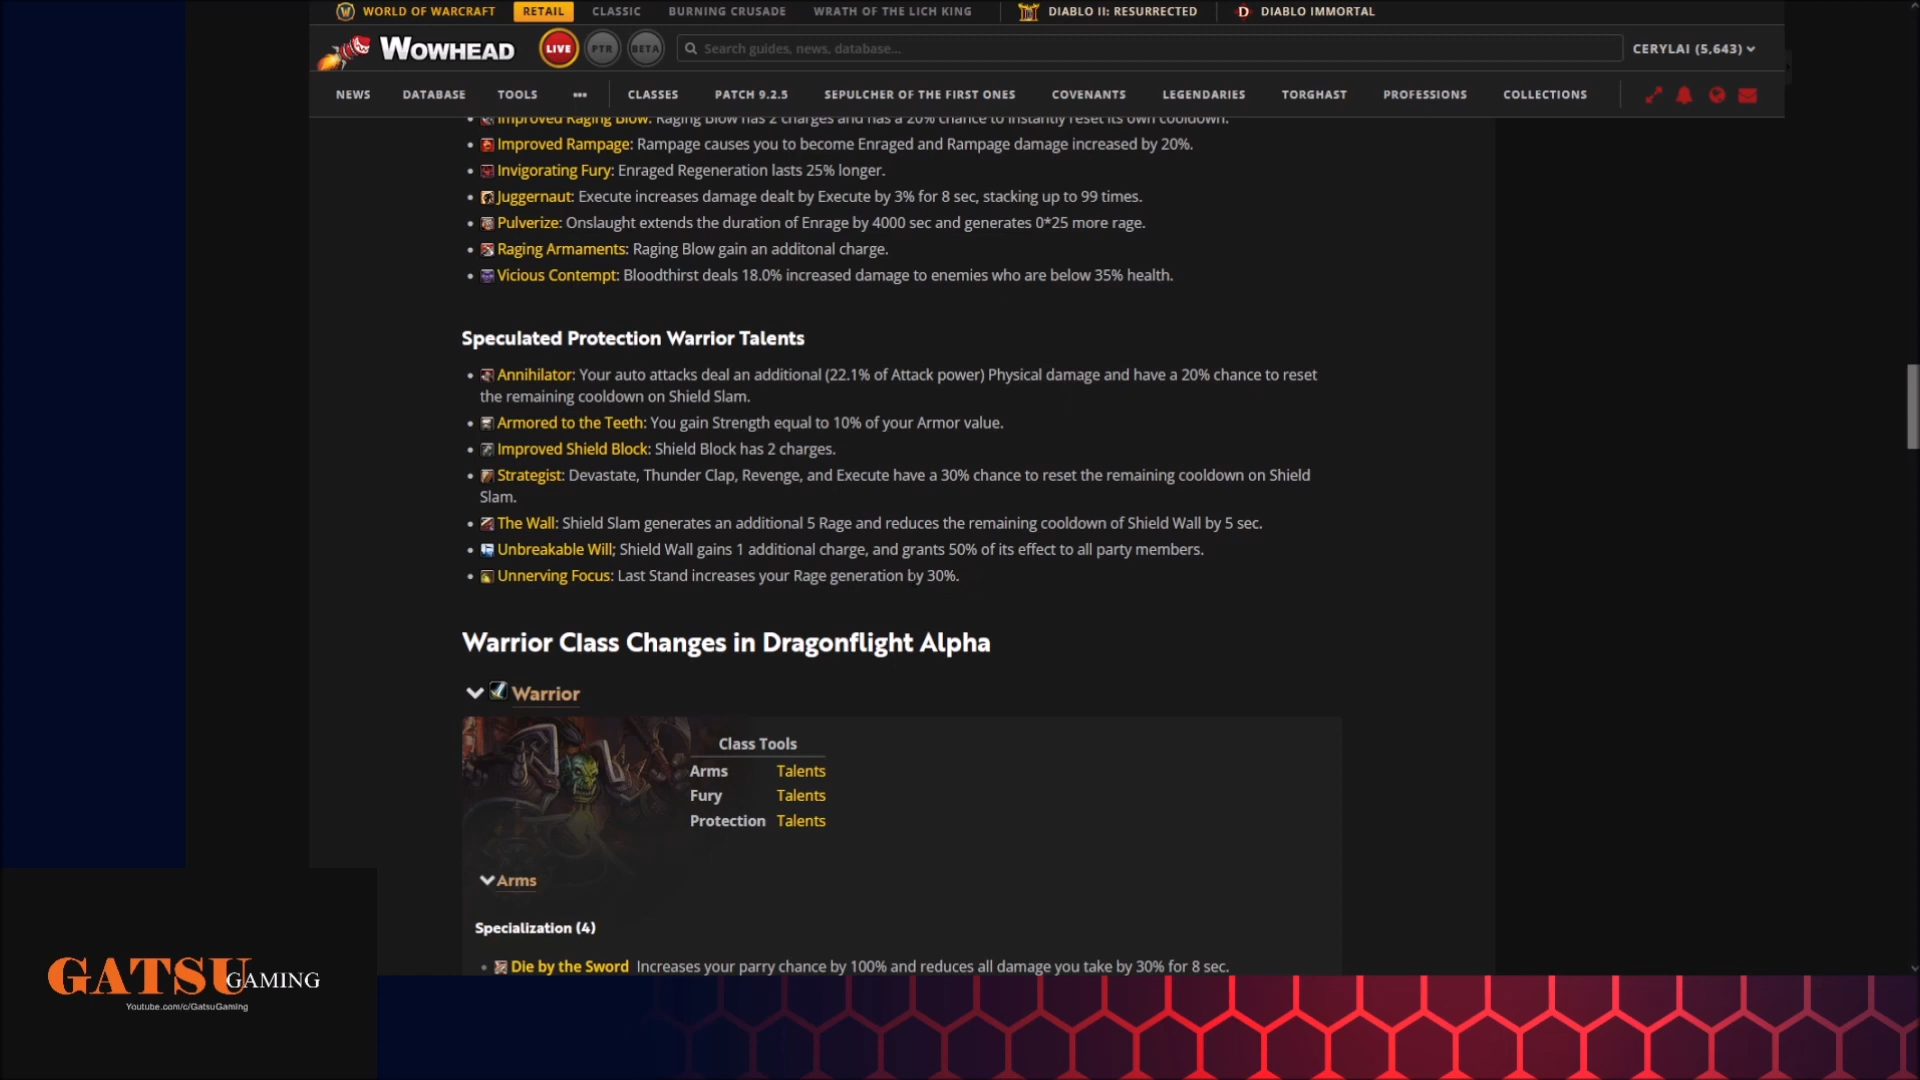 WORLD OF WARCRAFT RETAIL CLASSIC BURNING CRUSADE WRATH OF THE LICH KING DIABLO II: RESURRECTED DIABLO IMMORTAL
WOWHEAD LIVE PTR BETA Search guides, news, database... CERYLAI (5,643)
NEWS DATABASE TOOLS ••• CLASSES PATCH 9.2.5 SEPULCHER OF THE FIRST ONES COVENANTS LEGENDARIES TORGHAST PROFESSIONS COLLECTIONS
• Improved Raging Blow: Raging Blow has 2 charges and has a 20% chance to instantly reset its own cooldown.
• Improved Rampage: Rampage causes you to become Enraged and Rampage damage increased by 20%.
• Invigorating Fury: Enraged Regeneration lasts 25% longer.
• Juggernaut: Execute increases damage dealt by Execute by 3% for 8 sec, stacking up to 99 times.
• Pulverize: Onslaught extends the duration of Enrage by 4000 sec and generates 0*25 more rage.
• Raging Armaments: Raging Blow gain an additonal charge.
• Vicious Contempt: Bloodthirst deals 18.0% increased damage to enemies who are below 35% health.
Speculated Protection Warrior Talents
• Annihilator: Your auto attacks deal an additional (22.1% of Attack power) Physical damage and have a 20% chance to reset
the remaining cooldown on Shield Slam.
• Armored to the Teeth: You gain Strength equal to 10% of your Armor value.
• Improved Shield Block: Shield Block has 2 charges.
• Strategist: Devastate, Thunder Clap, Revenge, and Execute have a 30% chance to reset the remaining cooldown on Shield
Slam.
• The Wall: Shield Slam generates an additional 5 Rage and reduces the remaining cooldown of Shield Wall by 5 sec.
• Unbreakable Will; Shield Wall gains 1 additional charge, and grants 50% of its effect to all party members.
• Unnerving Focus: Last Stand increases your Rage generation by 30%.
Warrior Class Changes in Dragonflight Alpha
Warrior
Class Tools
Arms Talents
Fury Talents
Protection Talents
Arms
Specialization (4)
• Die by the Sword Increases your parry chance by 100% and reduces all damage you take by 30% for 8 sec.
GATSU GAMING
Youtube.com/c/GatsuGaming